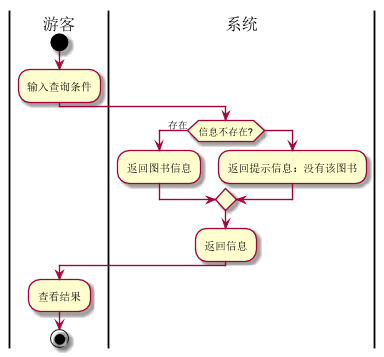 游客
系统
输入查询条件
存在
信息不存在?
返回图书信息
返回提示信息：没有该图书
返回信息
查看结果